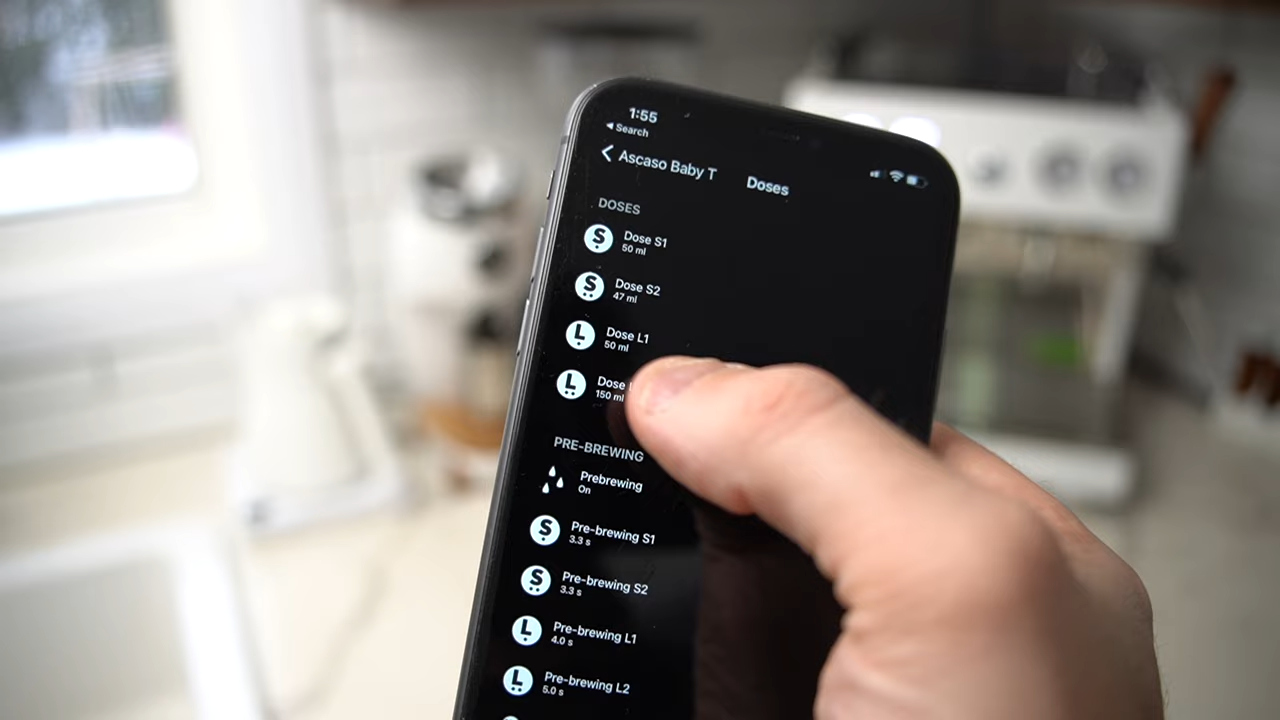 1:55
Search
Ascaso Baby T
Doses
DOSES
S Dose S1
50 ml
S Dose S2
47 ml
L Dose L1
50 ml
L Dose
150 ml
PRE-BREWING
Prebrewing
On
S Pre-brewing S1
3.3 s
S Pre-brewing S2
3.3 s
L Pre-brewing L1
4.0 s
L Pre-brewing L2
5.0 s